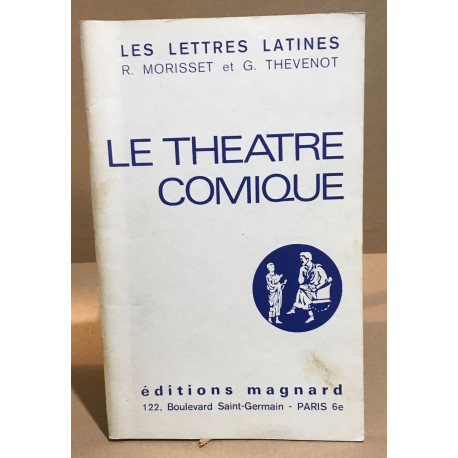 LES LETTRES LATINES
R. MORISSET et G. THEVENOT
LE THEATRE
COMIQUE
éditions magnard
122, Boulevard Saint-Germain - PARIS 6e